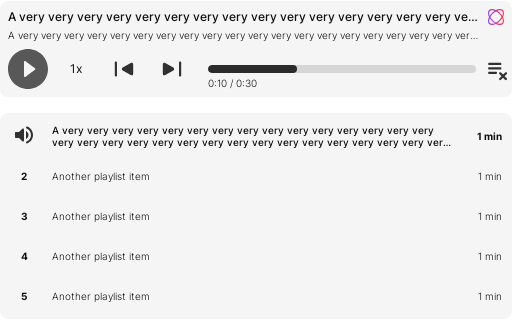 A very very very very very very very very very very very very very very ve...
A very very very very very very very very very very very very very very very very very very very ver...
1x
0:10 / 0:30
A very very very very very very very very very very very very very very
very very very very very very very very very very very very very very ver...
1 min
2 Another playlist item 1 min
3 Another playlist item 1 min
4 Another playlist item 1 min
5 Another playlist item 1 min